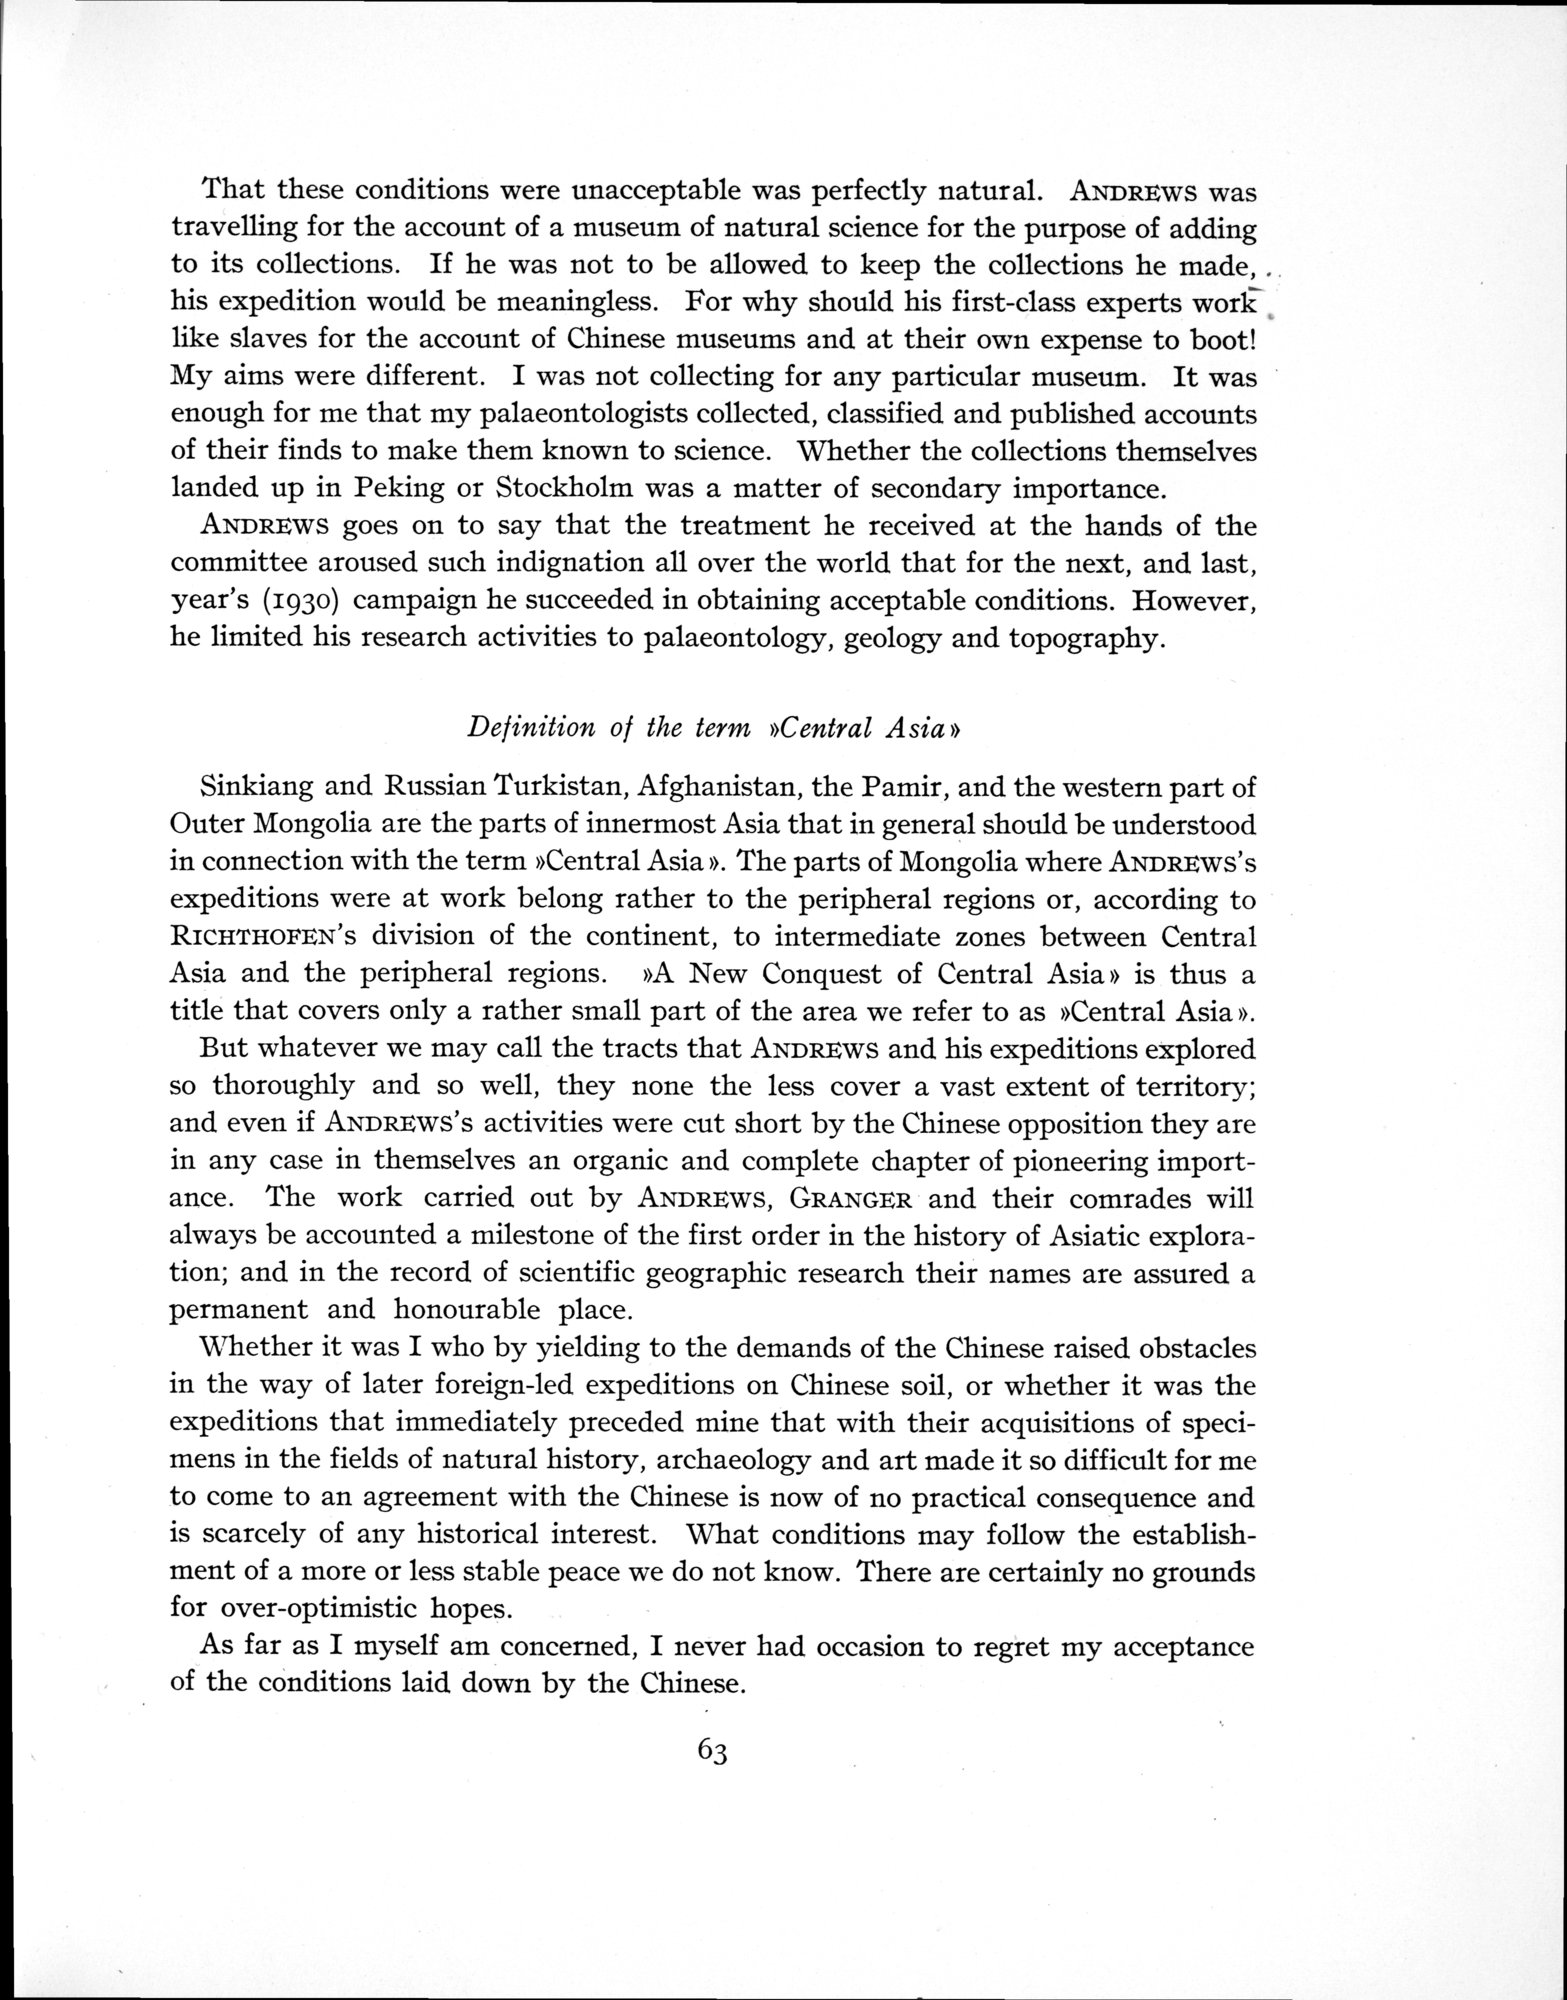 That these conditions were unacceptable was perfectly natural. ANDREWS was
travelling for the account of a museum of natural science for the purpose of adding
to its collections. If he was not to be allowed to keep the collections he made,
his expedition would be meaningless. For why should his first-class experts work
like slaves for the account of Chinese museums and at their own expense to boot!
My aims were different. I was not collecting for any particular museum. It was
enough for me that my palaeontologists collected, classified and published accounts
of their finds to make them known to science. Whether the collections themselves
landed up in Peking or Stockholm was a matter of secondary importance.
ANDREWS goes on to say that the treatment he received at the hands of the
committee aroused such indignation all over the world that for the next, and last,
year's (1930) campaign he succeeded in obtaining acceptable conditions. However,
he limited his research activities to palaeontology, geology and topography.
Definition of the term »Central Asia»
Sinkiang and Russian Turkistan, Afghanistan, the Pamir, and the western part of
Outer Mongolia are the parts of innermost Asia that in general should be understood
in connection with the term »Central Asia». The parts of Mongolia where ANDREWS's
expeditions were at work belong rather to the peripheral regions or, according to
RICHTHOFEN's division of the continent, to intermediate zones between Central
Asia and the peripheral regions. »A New Conquest of Central Asia» is thus a
title that covers only a rather small part of the area we refer to as »Central Asia».
But whatever we may call the tracts that ANDREWS and his expeditions explored
so thoroughly and so well, they none the less cover a vast extent of territory;
and even if ANDREWS's activities were cut short by the Chinese opposition they are
in any case in themselves an organic and complete chapter of pioneering import-
ance. The work carried out by ANDREWS, GRANGER and their comrades will
always be accounted a milestone of the first order in the history of Asiatic explora-
tion; and in the record of scientific geographic research their names are assured a
permanent and honourable place.
Whether it was I who by yielding to the demands of the Chinese raised obstacles
in the way of later foreign-led expeditions on Chinese soil, or whether it was the
expeditions that immediately preceded mine that with their acquisitions of speci-
mens in the fields of natural history, archaeology and art made it so difficult for me
to come to an agreement with the Chinese is now of no practical consequence and
is scarcely of any historical interest. What conditions may follow the establish-
ment of a more or less stable peace we do not know. There are certainly no grounds
for over-optimistic hopes.
As far as I myself am concerned, I never had occasion to regret my acceptance
of the conditions laid down by the Chinese.
63